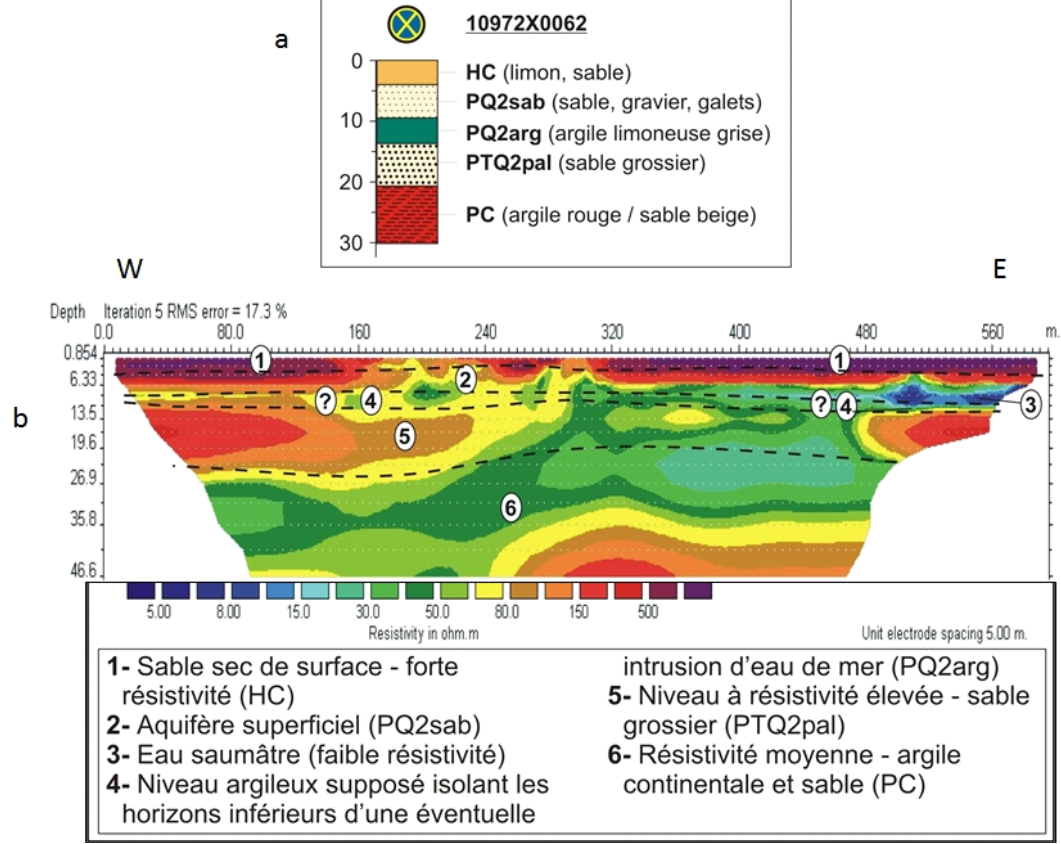 a
10972X0062
0
HC (limon, sable)
PQ2sab (sable, gravier, galets)
10
PQ2arg (argile limoneuse grise)
PTQ2pal (sable grossier)
20
PC (argile rouge / sable beige)
30
W
E
Depth Iteration 5 RMS error = 17.3 %
0.0 80.0 160 240 320 400 480 560 m.
0.854
1 1
6.33
2
? 4 ? 4 3
b
13.5
5
19.6
26.9
6
35.8
46.6
5.00 8.00 15.0 30.0 50.0 80.0 150 500
Resistivity in ohm.m
Unit electrode spacing 5.00 m.
1- Sable sec de surface - forte
résistivité (HC)
2- Aquifère superficiel (PQ2sab)
3- Eau saumâtre (faible résistivité)
4- Niveau argileux supposé isolant les
horizons inférieurs d’une éventuelle
intrusion d’eau de mer (PQ2arg)
5- Niveau à résistivité élevée - sable
grossier (PTQ2pal)
6- Résistivité moyenne - argile
continentale et sable (PC)